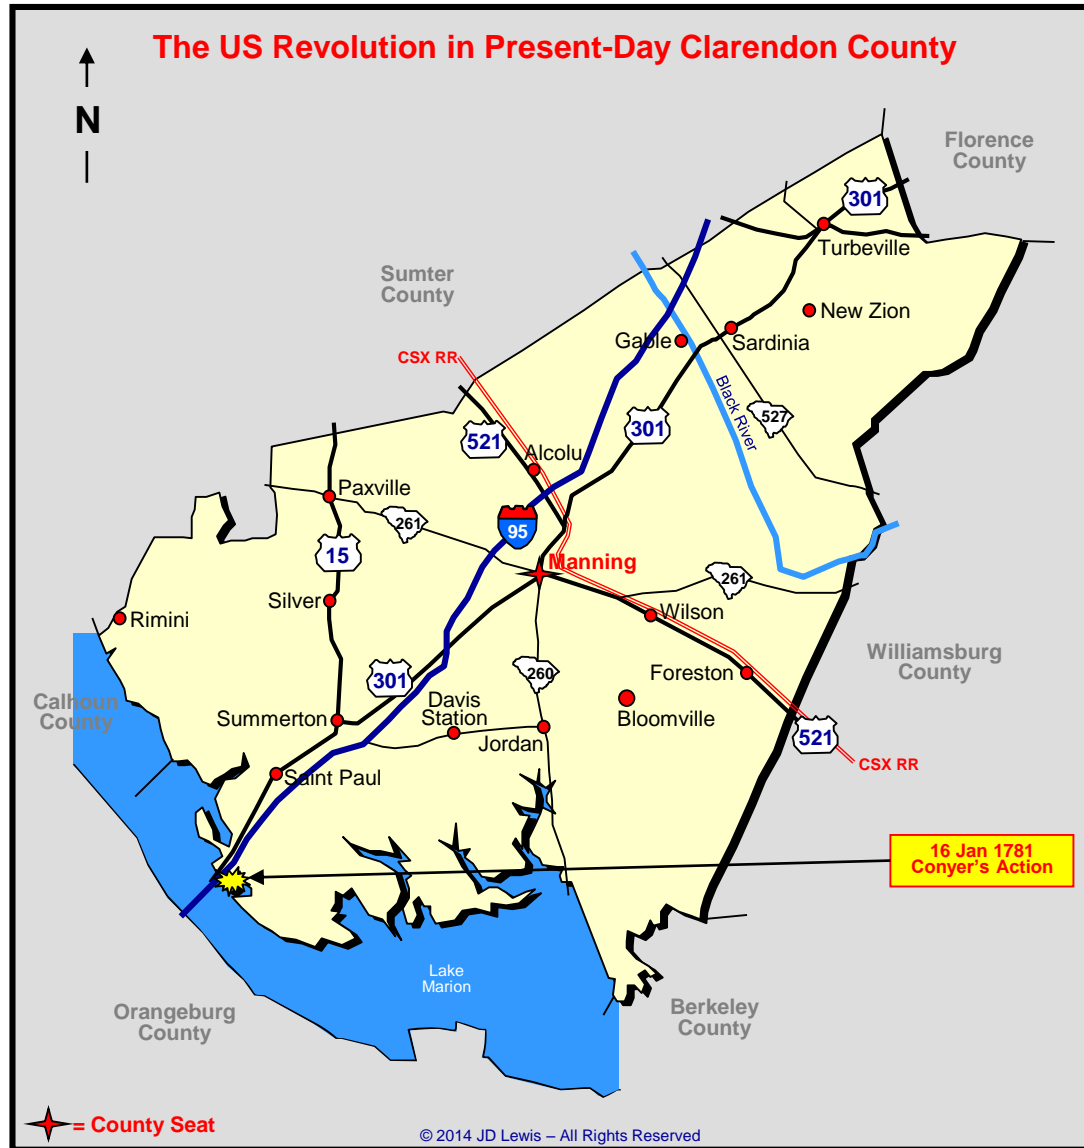 The US Revolution in Present-Day Clarendon County
N
Florence
County
301
Turbeville
Sumter
County
New Zion
Gable
Sardinia
CSX RR
Black River
527
301
521
Alcolu
Paxville
261
95
15
Manning
261
Silver
Rimini
Wilson
Williamsburg
County
260
Foreston
301
Calhoun
County
Davis
Station
Bloomville
Summerton
Jordan
521
CSX RR
Saint Paul
16 Jan 1781
Conyer's Action
Lake
Marion
Orangeburg
County
Berkeley
County
= County Seat
© 2014 JD Lewis – All Rights Reserved